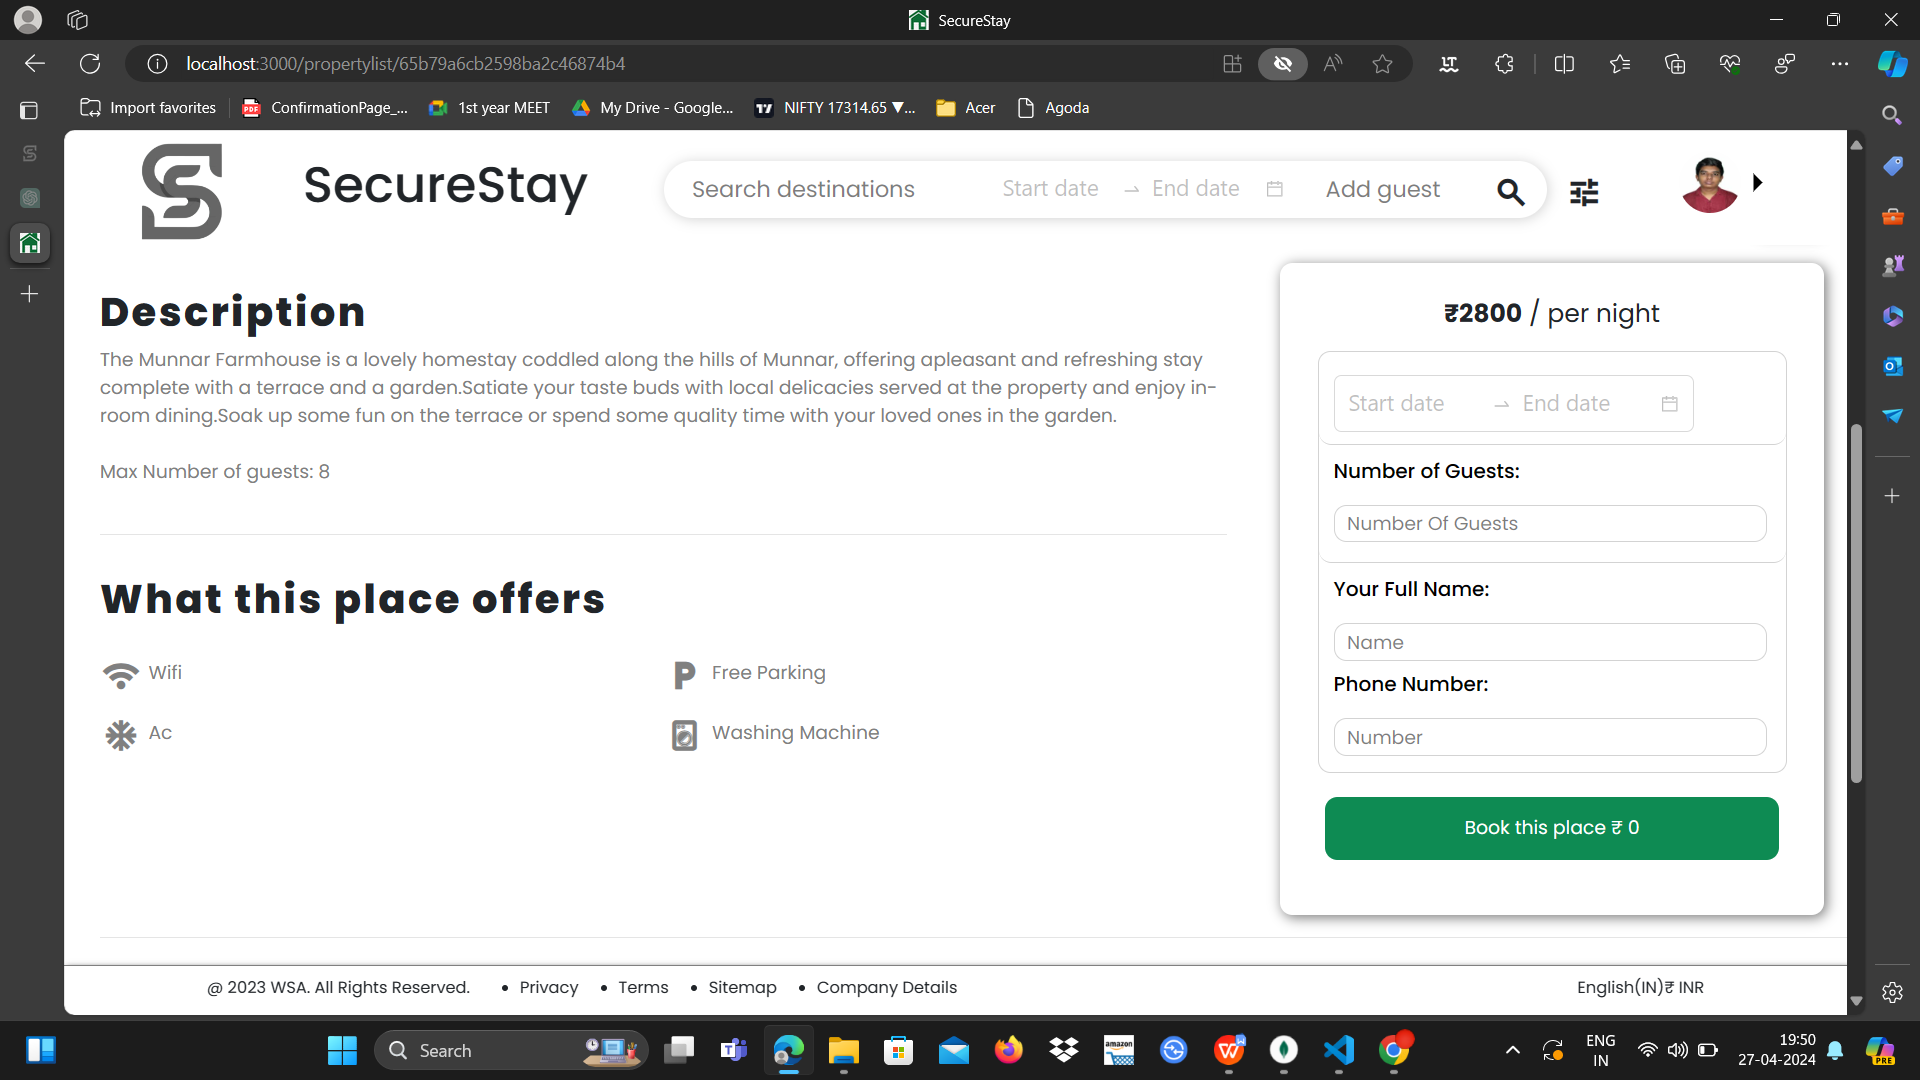 SecureStay
localhost:3000/propertylist/65b79a6cb2598ba2c46874b4
Import favorites
PDF
ConfirmationPage_...
1st year MEET
My Drive - Google...
NIFTY 17314.65 ▼...
Acer
Agoda
SecureStay
Search destinations
Start date → End date
Add guest
Description
The Munnar Farmhouse is a lovely homestay coddled along the hills of Munnar, offering apleasant and refreshing stay
complete with a terrace and a garden.Satiate your taste buds with local delicacies served at the property and enjoy in-
room dining.Soak up some fun on the terrace or spend some quality time with your loved ones in the garden.
Max Number of guests: 8
What this place offers
Wifi
P Free Parking
Ac
Washing Machine
₹2800 / per night
Start date → End date
Number of Guests:
Number Of Guests
Your Full Name:
Name
Phone Number:
Number
Book this place ₹ 0
@ 2023 WSA. All Rights Reserved. • Privacy • Terms • Sitemap • Company Details
English(IN)₹ INR
Search
amazon
ENG
IN
19:50
27-04-2024
PRE